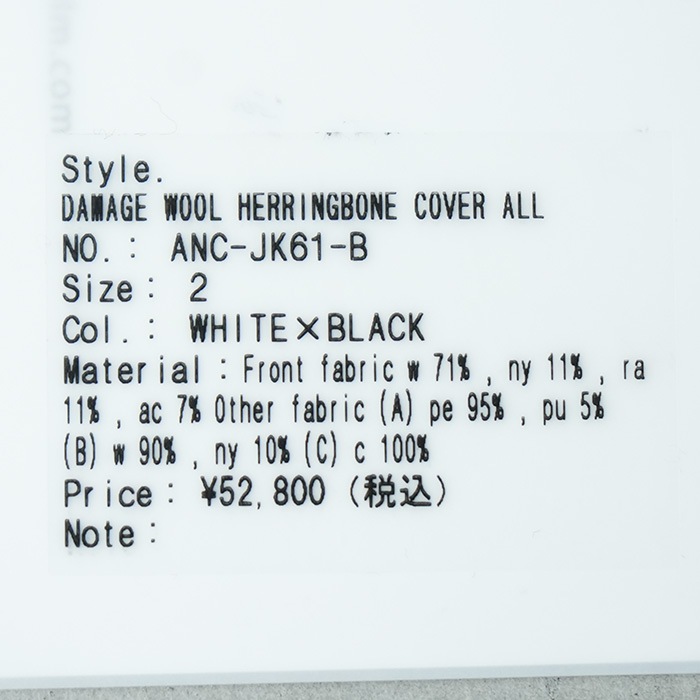 dm.com
Style.
DAMAGE WOOL HERRINGBONE COVER ALL
NO.: ANC-JK61-B
Size: 2
Col.: WHITE×BLACK
Material：Front fabric w 71% , ny 11% , ra
11% , ac 7% Other fabric (A) pe 95% , pu 5%
(B) w 90% , ny 10% (C) c 100%
Price: ¥52,800 (税込)
Note: